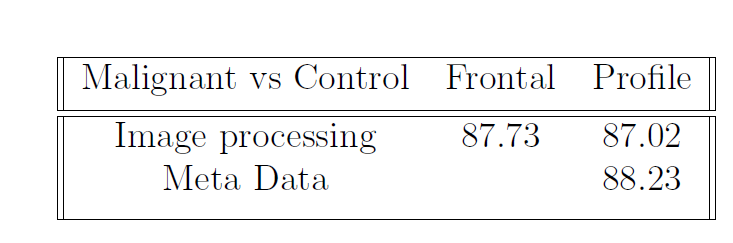 Malignant vs Control Frontal Profile
Image processing 87.73 87.02
Meta Data 88.23